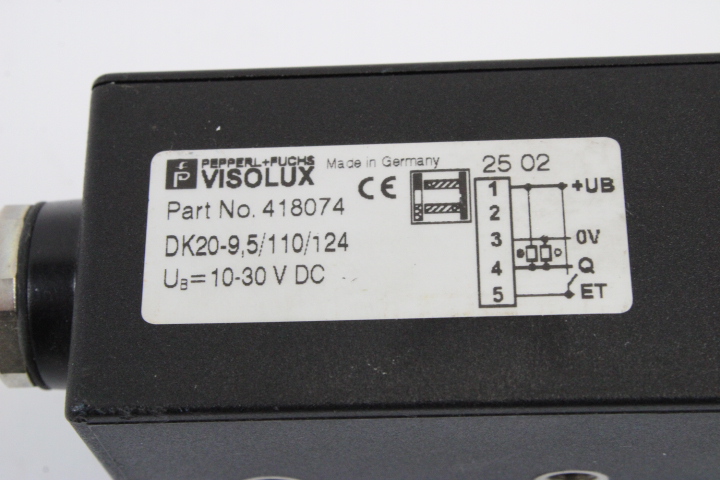 PEPPERL+FUCHS
VISOLUX
Made in Germany
CE
Part No. 418074
DK20-9,5/110/124
UB=10-30 V DC
25 02
1 +UB
2
3 0V
4 Q
5 ET